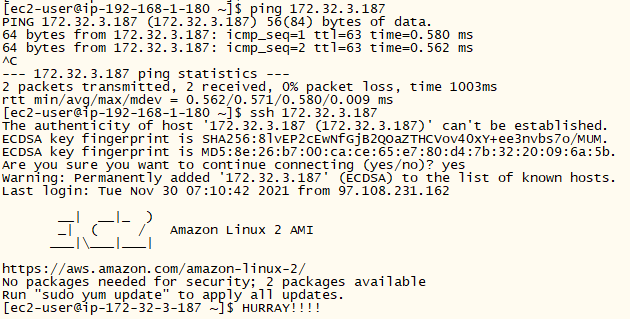 [ec2-user@ip-192-168-1-180 ~]$ ping 172.32.3.187
PING 172.32.3.187 (172.32.3.187) 56(84) bytes of data.
64 bytes from 172.32.3.187: icmp_seq=1 ttl=63 time=0.580 ms
64 bytes from 172.32.3.187: icmp_seq=2 ttl=63 time=0.562 ms
^C
--- 172.32.3.187 ping statistics ---
2 packets transmitted, 2 received, 0% packet loss, time 1003ms
rtt min/avg/max/mdev = 0.562/0.571/0.580/0.009 ms
[ec2-user@ip-192-168-1-180 ~]$ ssh 172.32.3.187
The authenticity of host '172.32.3.187 (172.32.3.187)' can't be established.
ECDSA key fingerprint is SHA256:8lvEP2cEwNfGjB2QOaZTHCVov4OxY+ee3nvbs7o/MUM.
ECDSA key fingerprint is MD5:8e:26:b7:00:ca:ce:65:e7:80:d4:7b:32:20:09:6a:5b.
Are you sure you want to continue connecting (yes/no)? yes
Warning: Permanently added '172.32.3.187' (ECDSA) to the list of known hosts.
Last login: Tue Nov 30 07:10:42 2021 from 97.108.231.162

       __|  __|_  )
       _|  (     /   Amazon Linux 2 AMI
      ___|\___|___|

https://aws.amazon.com/amazon-linux-2/
No packages needed for security; 2 packages available
Run "sudo yum update" to apply all updates.
[ec2-user@ip-172-32-3-187 ~]$ HURRAY!!!!